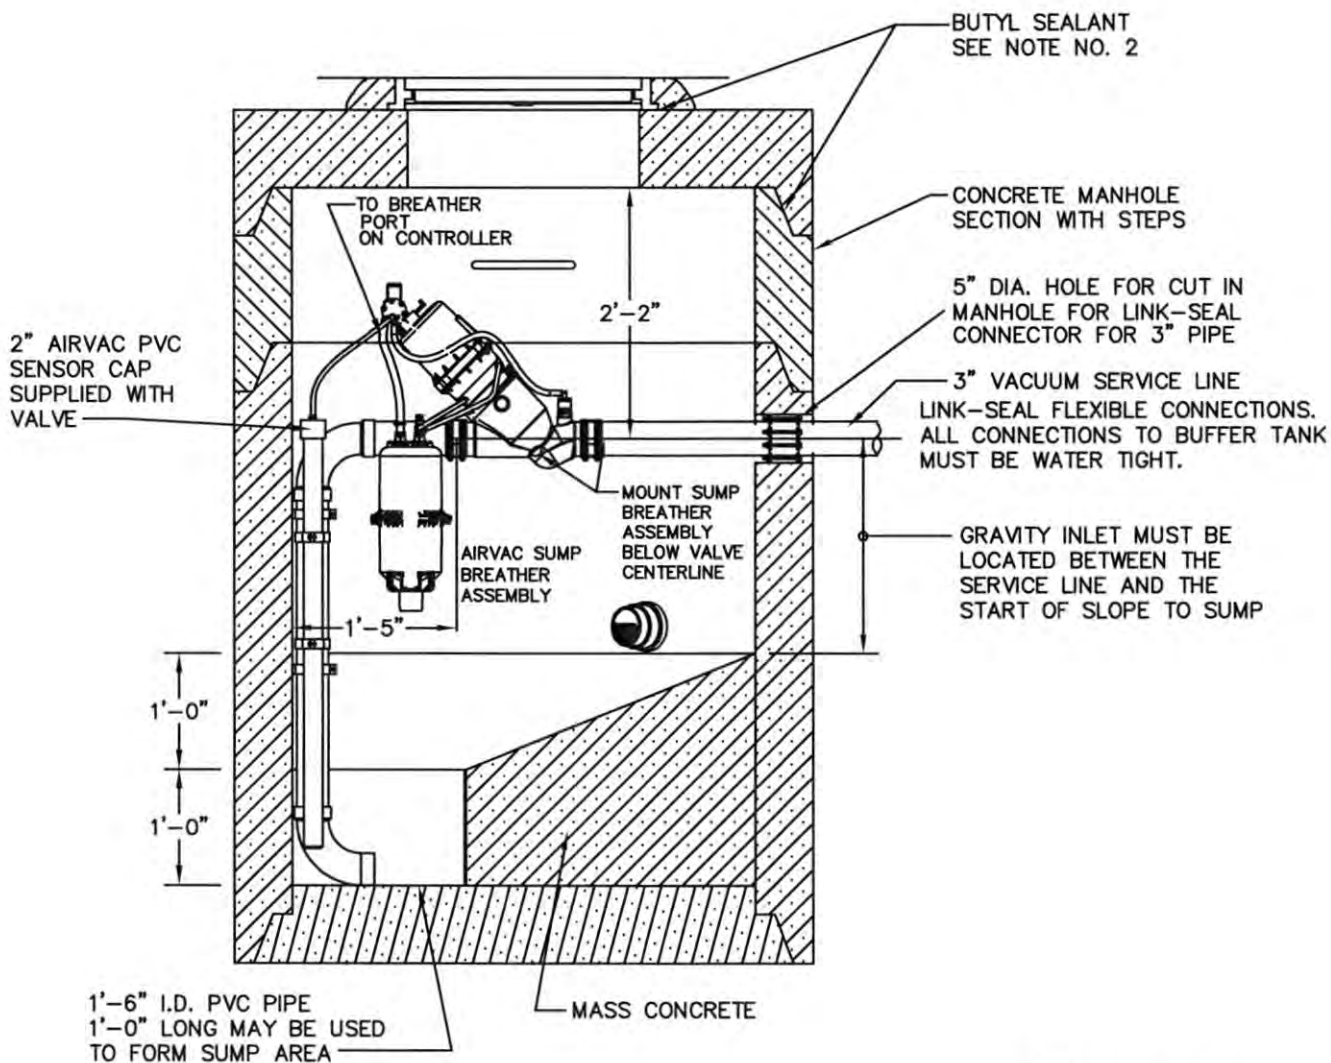 BUTYL SEALANT
SEE NOTE NO. 2
TO BREATHER
PORT
ON CONTROLLER
CONCRETE MANHOLE
SECTION WITH STEPS
2'-2"
5" DIA. HOLE FOR CUT IN
MANHOLE FOR LINK-SEAL
CONNECTOR FOR 3" PIPE
2" AIRVAC PVC
SENSOR CAP
SUPPLIED WITH
VALVE
3" VACUUM SERVICE LINE
LINK-SEAL FLEXIBLE CONNECTIONS.
ALL CONNECTIONS TO BUFFER TANK
MUST BE WATER TIGHT.
MOUNT SUMP
BREATHER
ASSEMBLY
BELOW VALVE
CENTERLINE
AIRVAC SUMP
BREATHER
ASSEMBLY
GRAVITY INLET MUST BE
LOCATED BETWEEN THE
SERVICE LINE AND THE
START OF SLOPE TO SUMP
1'-5"
1'-0"
1'-0"
1'-6" I.D. PVC PIPE
1'-0" LONG MAY BE USED
TO FORM SUMP AREA
MASS CONCRETE